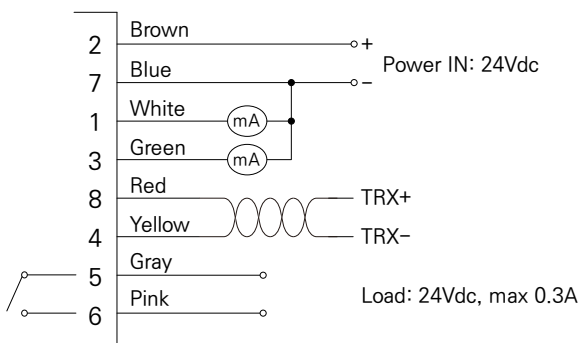 2 Brown +
Power IN: 24Vdc
7 Blue −
1 White mA
3 Green mA
8 Red TRX+
4 Yellow TRX−
5 Gray
Load: 24Vdc, max 0.3A
6 Pink